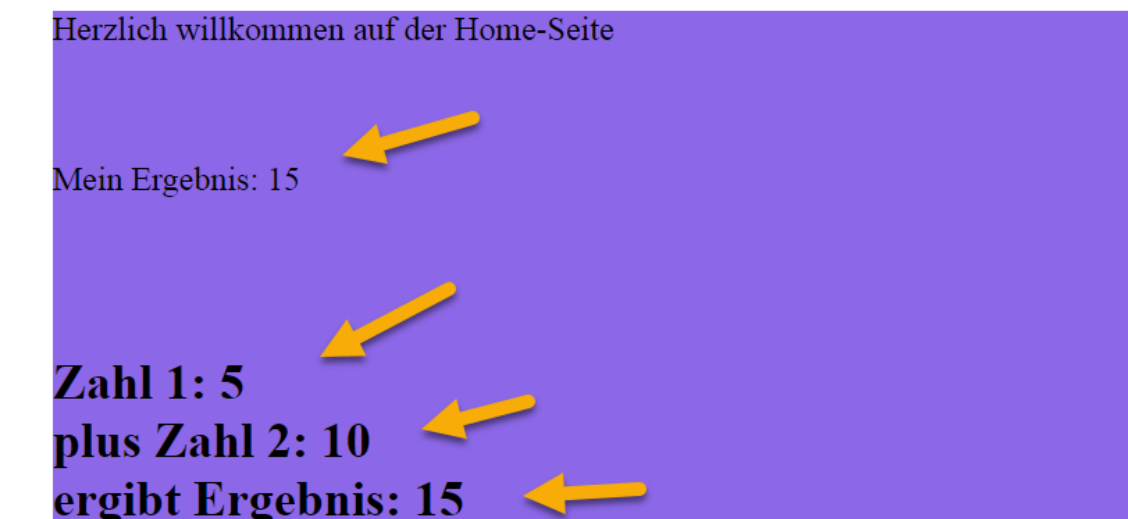 Herzlich willkommen auf der Home-Seite
Mein Ergebnis: 15
Zahl 1: 5
plus Zahl 2: 10
ergibt Ergebnis: 15